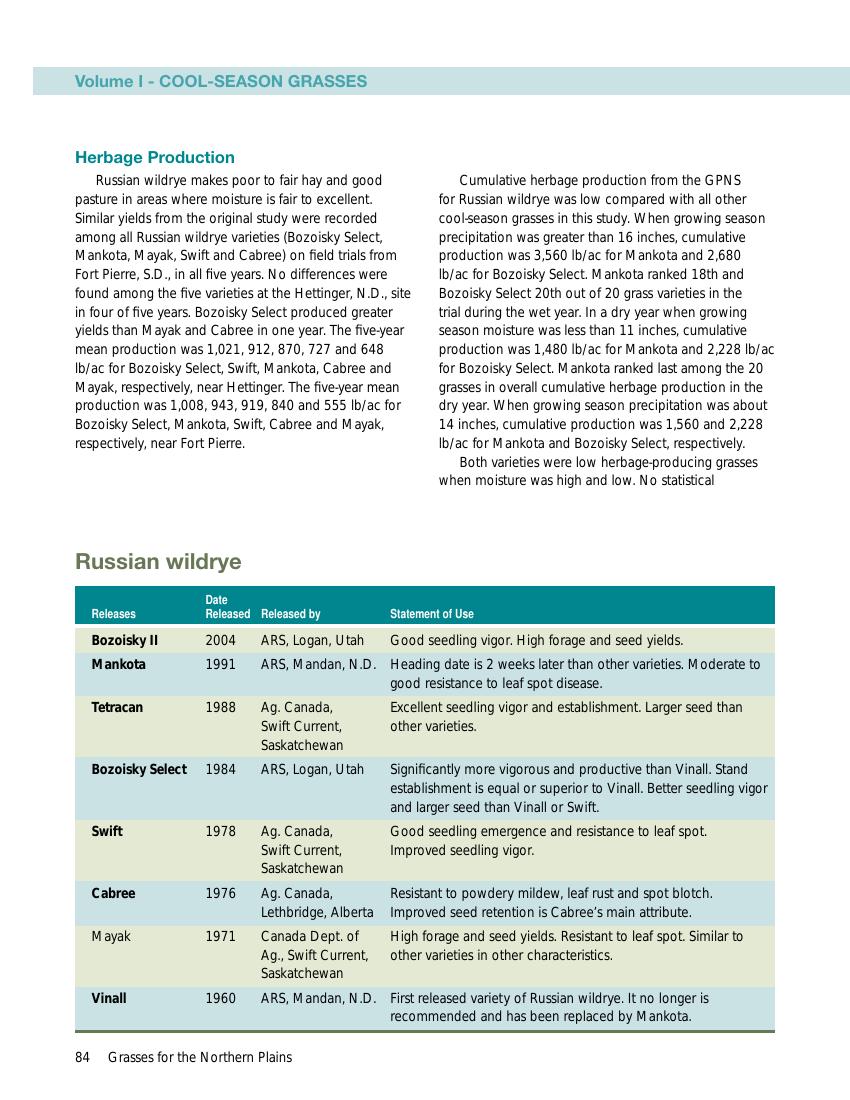 Volume I - COOL-SEASON GRASSES
Herbage Production
Russian wildrye makes poor to fair hay and good
pasture in areas where moisture is fair to excellent.
Similar yields from the original study were recorded
among all Russian wildrye varieties (Bozoisky Select,
Mankota, Mayak, Swift and Cabree) on field trials from
Fort Pierre, S.D., in all five years. No differences were
found among the five varieties at the Hettinger, N.D., site
in four of five years. Bozoisky Select produced greater
yields than Mayak and Cabree in one year. The five-year
mean production was 1,021, 912, 870, 727 and 648
lb/ac for Bozoisky Select, Swift, Mankota, Cabree and
Mayak, respectively, near Hettinger. The five-year mean
production was 1,008, 943, 919, 840 and 555 lb/ac for
Bozoisky Select, Mankota, Swift, Cabree and Mayak,
respectively, near Fort Pierre.
Cumulative herbage production from the GPNS
for Russian wildrye was low compared with all other
cool-season grasses in this study. When growing season
precipitation was greater than 16 inches, cumulative
production was 3,560 lb/ac for Mankota and 2,680
lb/ac for Bozoisky Select. Mankota ranked 18th and
Bozoisky Select 20th out of 20 grass varieties in the
trial during the wet year. In a dry year when growing
season moisture was less than 11 inches, cumulative
production was 1,480 lb/ac for Mankota and 2,228 lb/ac
for Bozoisky Select. Mankota ranked last among the 20
grasses in overall cumulative herbage production in the
dry year. When growing season precipitation was about
14 inches, cumulative production was 1,560 and 2,228
lb/ac for Mankota and Bozoisky Select, respectively.
Both varieties were low herbage-producing grasses
when moisture was high and low. No statistical
Russian wildrye
Date
Releases Released Released by Statement of Use
Bozoisky II 2004 ARS, Logan, Utah Good seedling vigor. High forage and seed yields.
Mankota 1991 ARS, Mandan, N.D. Heading date is 2 weeks later than other varieties. Moderate to
good resistance to leaf spot disease.
Tetracan 1988 Ag. Canada, Excellent seedling vigor and establishment. Larger seed than
Swift Current, other varieties.
Saskatchewan
Bozoisky Select 1984 ARS, Logan, Utah Significantly more vigorous and productive than Vinall. Stand
establishment is equal or superior to Vinall. Better seedling vigor
and larger seed than Vinall or Swift.
Swift 1978 Ag. Canada, Good seedling emergence and resistance to leaf spot.
Swift Current, Improved seedling vigor.
Saskatchewan
Cabree 1976 Ag. Canada, Resistant to powdery mildew, leaf rust and spot blotch.
Lethbridge, Alberta Improved seed retention is Cabree's main attribute.
Mayak 1971 Canada Dept. of High forage and seed yields. Resistant to leaf spot. Similar to
Ag., Swift Current, other varieties in other characteristics.
Saskatchewan
Vinall 1960 ARS, Mandan, N.D. First released variety of Russian wildrye. It no longer is
recommended and has been replaced by Mankota.
84 Grasses for the Northern Plains